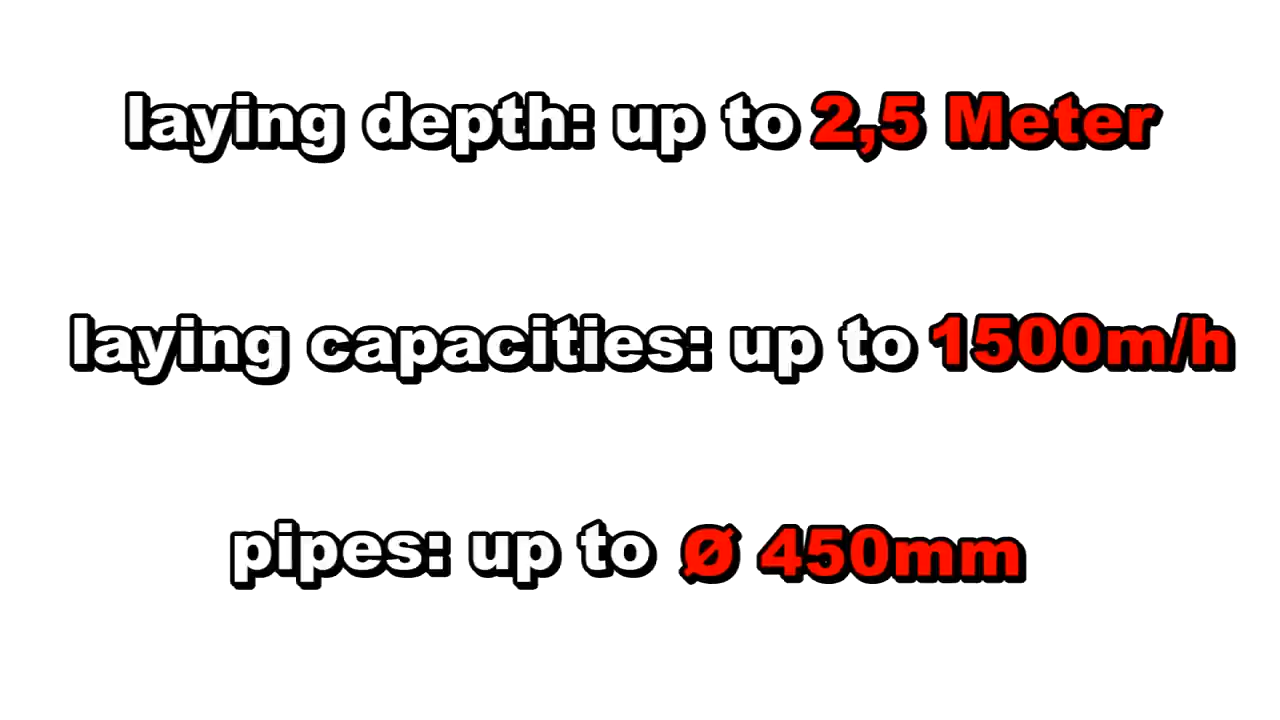 laying depth: up to 2,5 Meter
laying capacities: up to 1500m/h
pipes: up to Ø 450mm